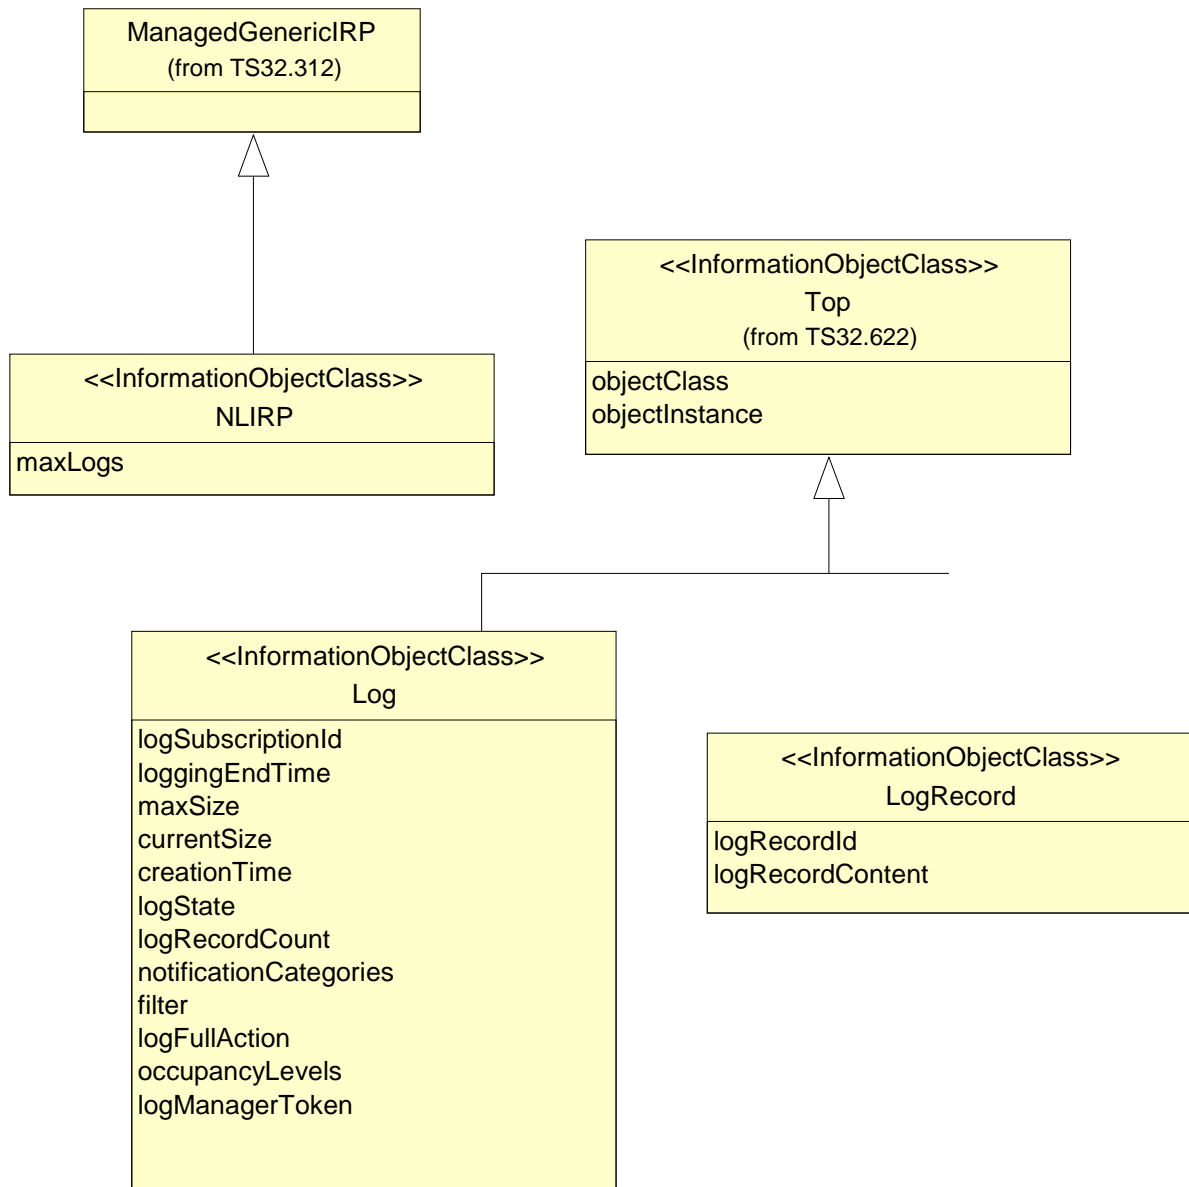 ManagedGenericIRP
(from TS32.312)
<<InformationObjectClass>>
Top
(from TS32.622)
objectClass
objectInstance
<<InformationObjectClass>>
NLIRP
maxLogs
<<InformationObjectClass>>
Log
logSubscriptionId
loggingEndTime
maxSize
currentSize
creationTime
logState
logRecordCount
notificationCategories
filter
logFullAction
occupancyLevels
logManagerToken
<<InformationObjectClass>>
LogRecord
logRecordId
logRecordContent